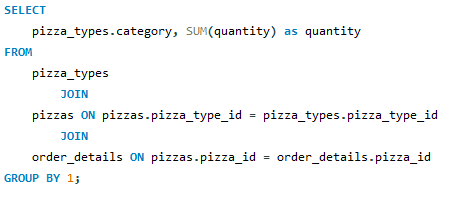 SELECT
pizza_types.category, SUM(quantity) as quantity
FROM
pizza_types
JOIN
pizzas ON pizzas.pizza_type_id = pizza_types.pizza_type_id
JOIN
order_details ON pizzas.pizza_id = order_details.pizza_id
GROUP BY 1;